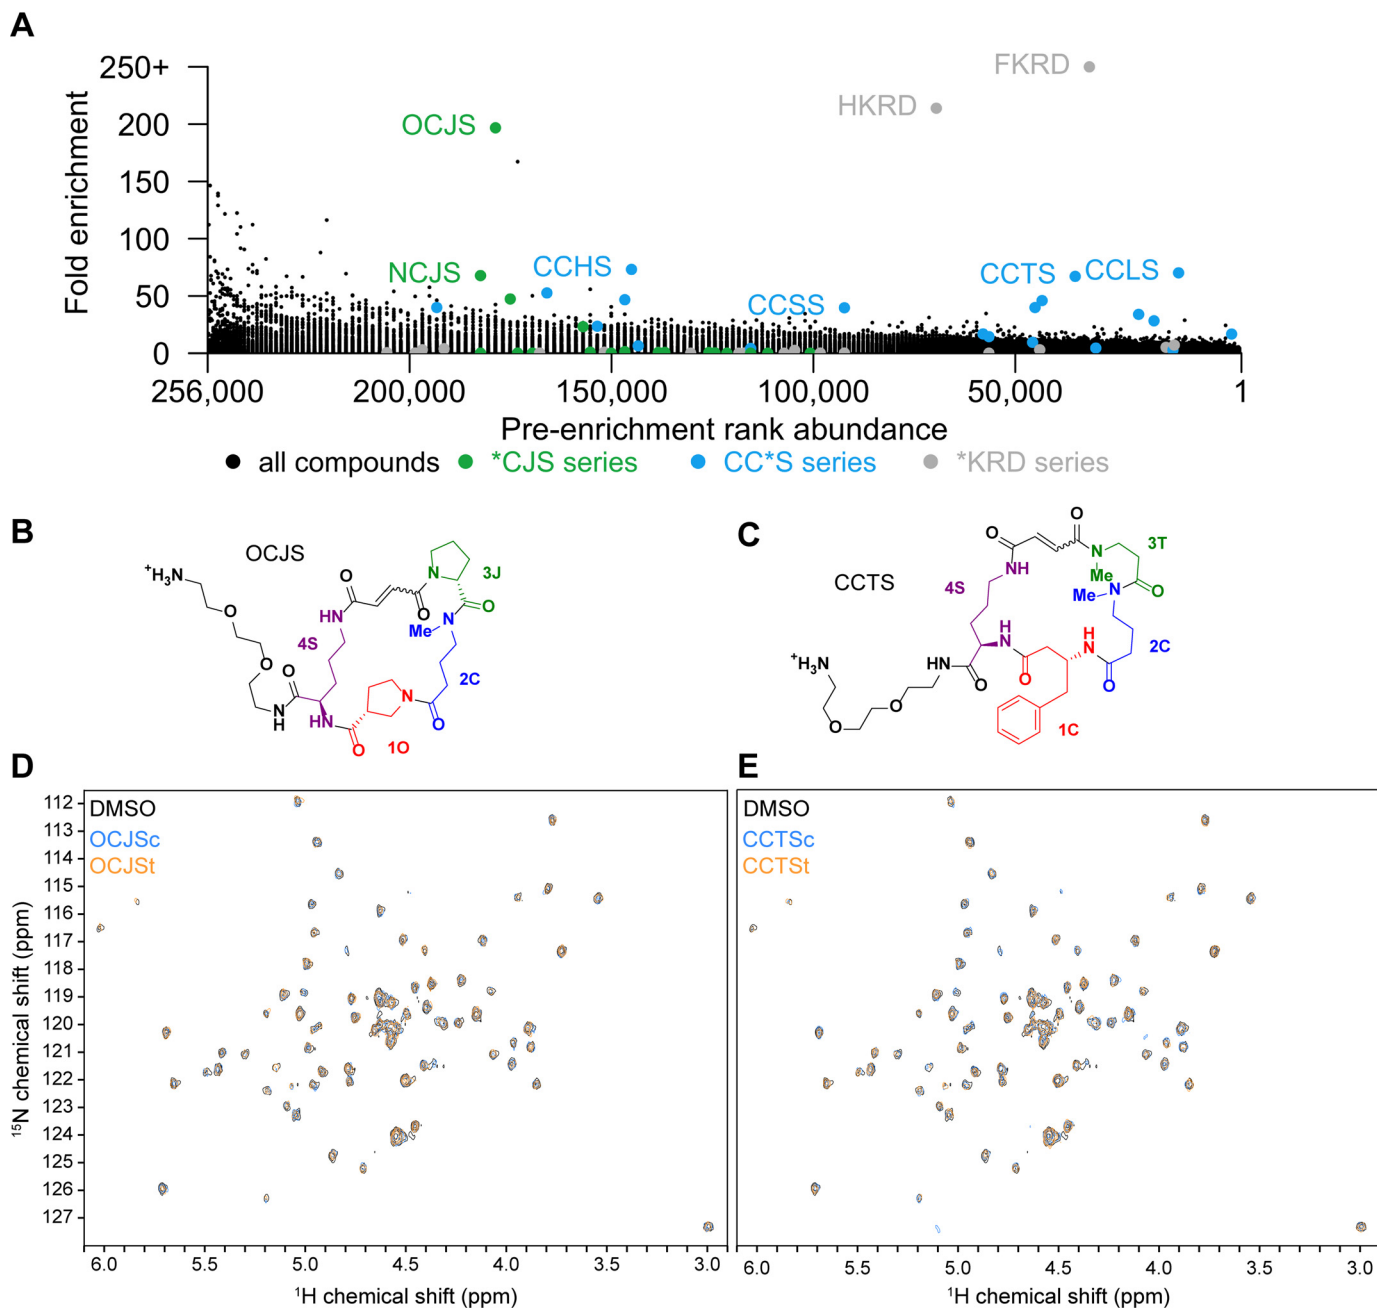 A
Fold enrichment
250+
200
150
100
50
0
FKRD
HKRD
OCJS
NCJS
CCHS
CCSS
CCTS
CCLS
256,000 200,000 150,000 100,000 50,000 1
Pre-enrichment rank abundance
all compounds *CJS series CC*S series *KRD series
B
OCJS
+H3N
O
O
N
H
O
4S
HN
HN
O
O
N
3J
O
N
Me
2C
N
O
1O
O
C
CCTS
+H3N
O
O
HN
O
4S
NH
O
O
N
Me
3T
O
N
Me
2C
H
N
O
H
N
O
1C
D
DMSO
OCJSc
OCJSt
15N chemical shift (ppm)
112
113
114
115
116
117
118
119
120
121
122
123
124
125
126
127
6.0 5.5 5.0 4.5 4.0 3.5 3.0
1H chemical shift (ppm)
E
DMSO
CCTSc
CCTSt
6.0 5.5 5.0 4.5 4.0 3.5 3.0
1H chemical shift (ppm)